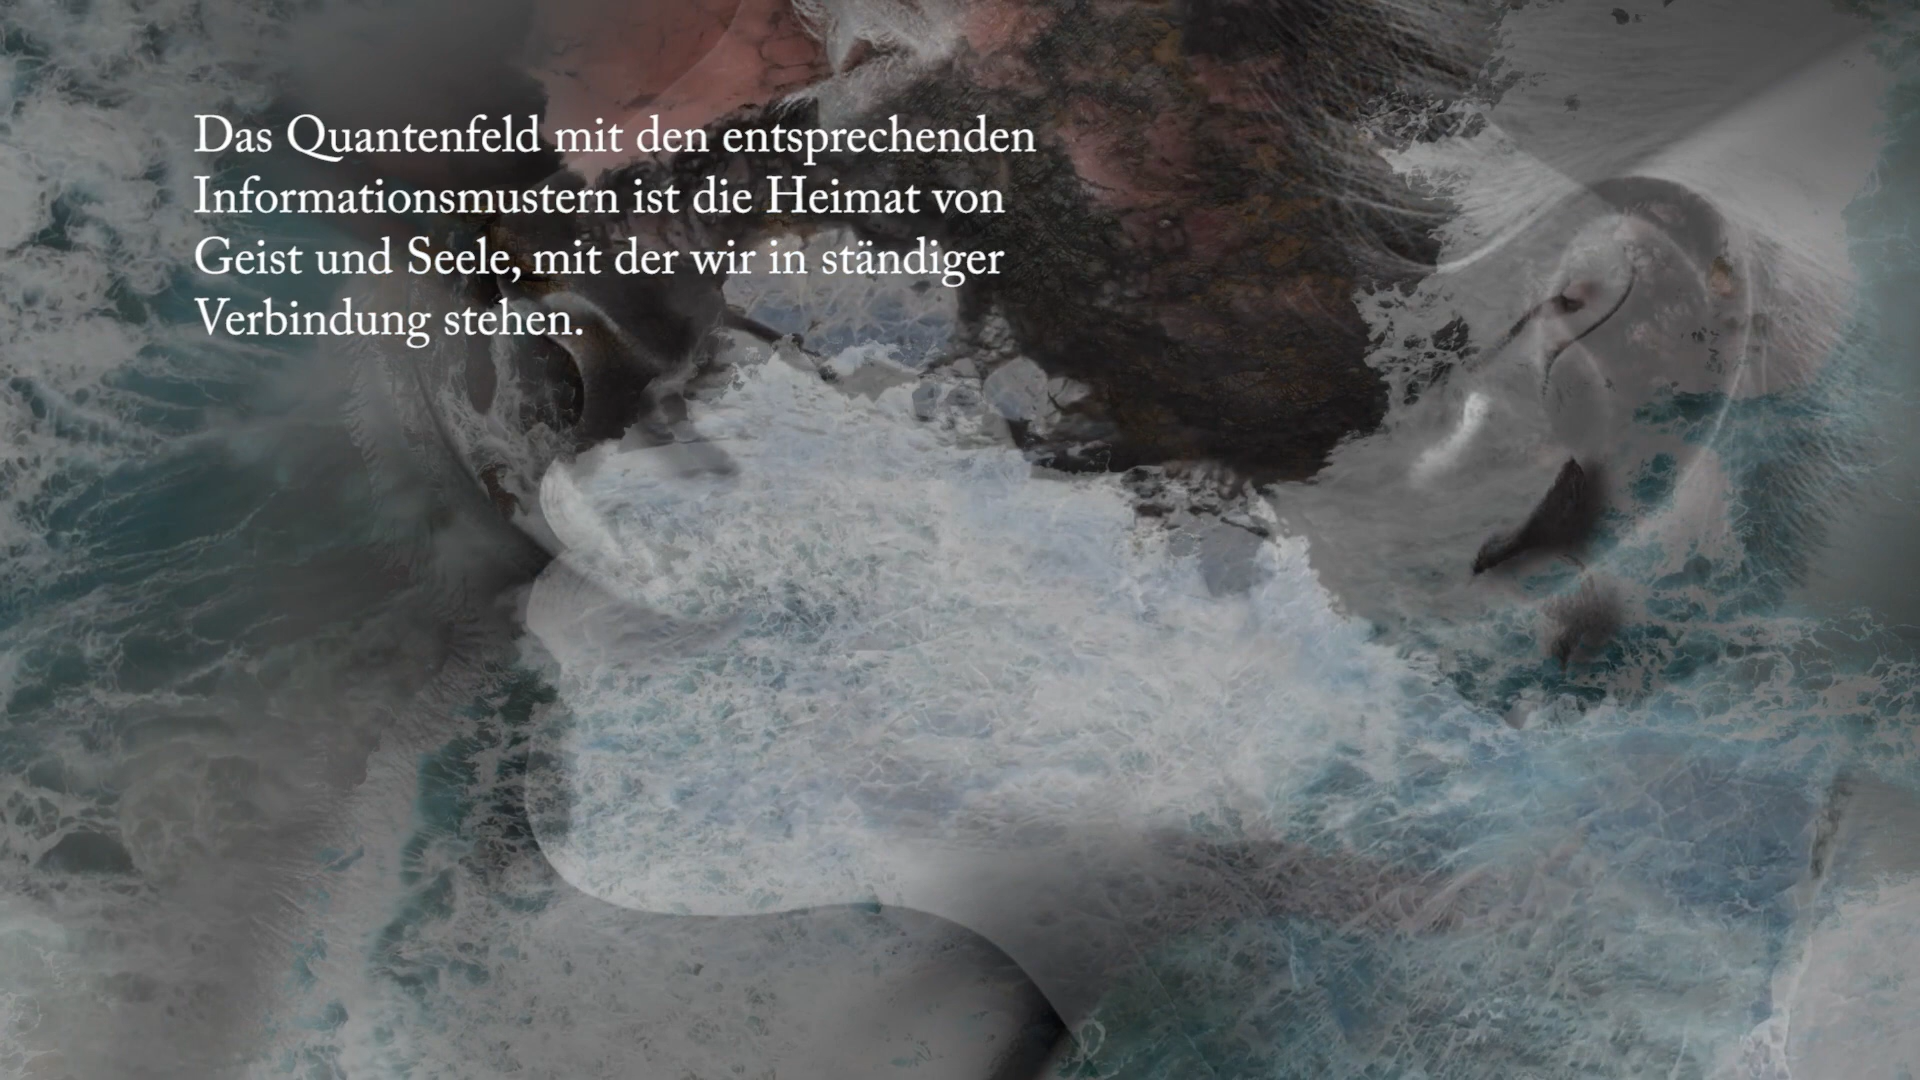 Das Quantenfeld mit den entsprechenden
Informationsmustern ist die Heimat von
Geist und Seele, mit der wir in ständiger
Verbindung stehen.